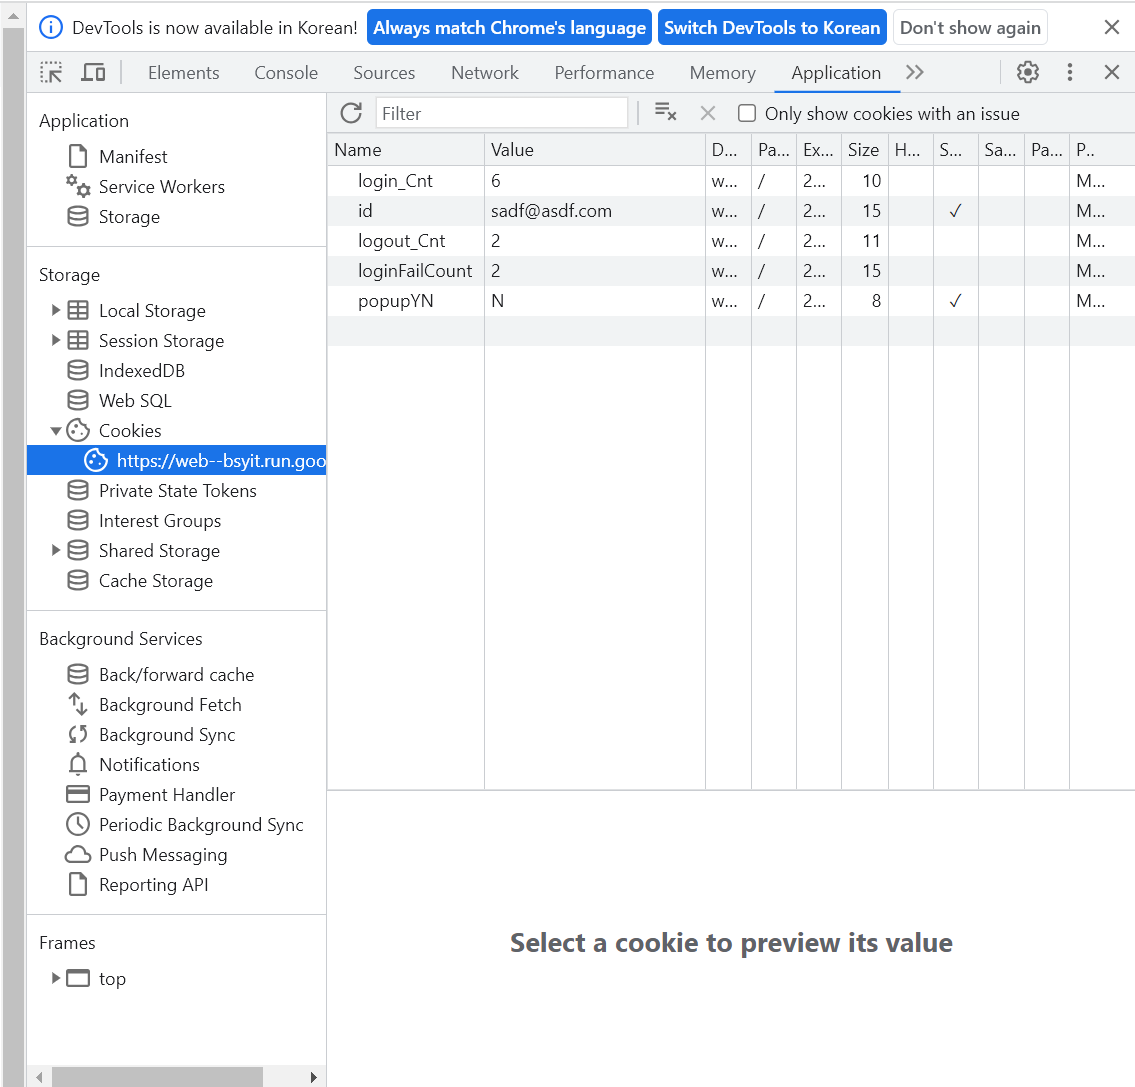 DevTools is now available in Korean! Always match Chrome's language Switch DevTools to Korean Don't show again
Elements Console Sources Network Performance Memory Application
Application
Manifest
Service Workers
Storage
Storage
Local Storage
Session Storage
IndexedDB
Web SQL
Cookies
https://web--bsyit.run.goo
Private State Tokens
Interest Groups
Shared Storage
Cache Storage
Background Services
Back/forward cache
Background Fetch
Background Sync
Notifications
Payment Handler
Periodic Background Sync
Push Messaging
Reporting API
Frames
top
Filter Only show cookies with an issue
Name Value D... Pa... Ex... Size H... S... Sa... Pa... P..
login_Cnt 6 w... / 2... 10 M...
id sadf@asdf.com w... / 2... 15 ✓ M...
logout_Cnt 2 w... / 2... 11 M...
loginFailCount 2 w... / 2... 15 M...
popupYN N w... / 2... 8 ✓ M...
Select a cookie to preview its value